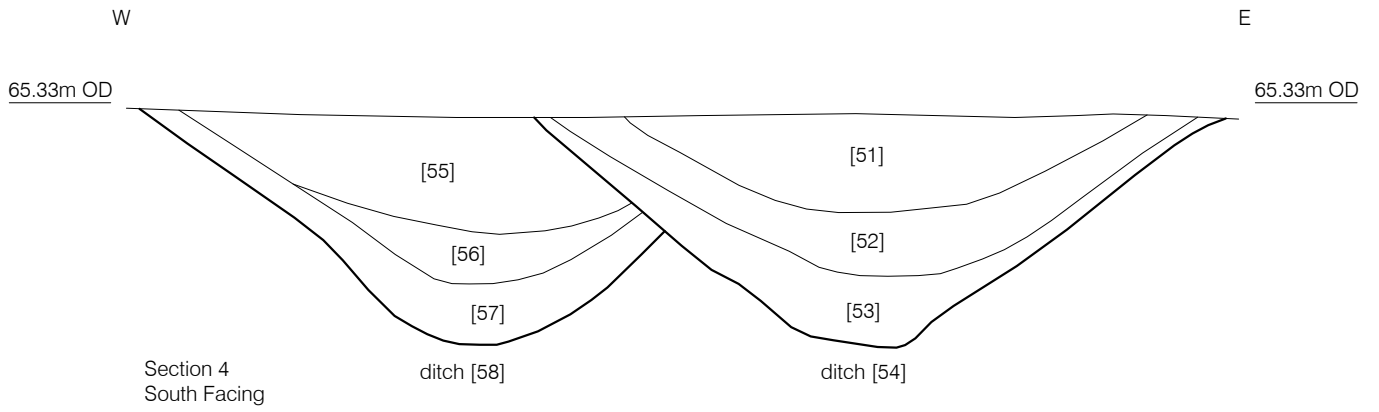 W
E
65.33m OD
65.33m OD
[51]
[55]
[52]
[56]
[53]
[57]
Section 4
South Facing
ditch [58]
ditch [54]